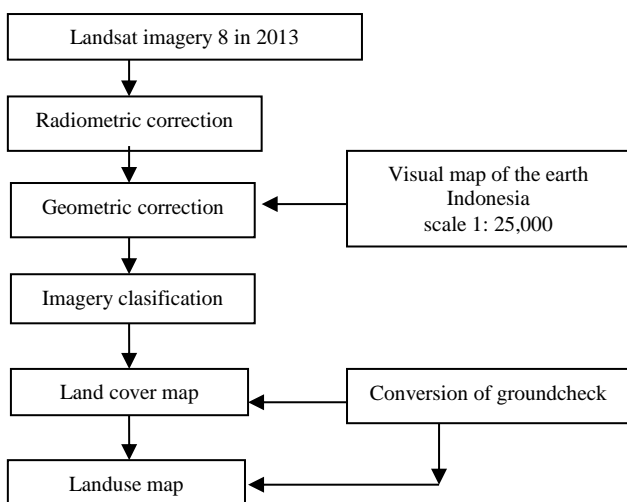 Landsat imagery 8 in 2013
Radiometric correction
Geometric correction
Visual map of the earth
Indonesia
scale 1: 25,000
Imagery clasification
Land cover map
Conversion of groundcheck
Landuse map